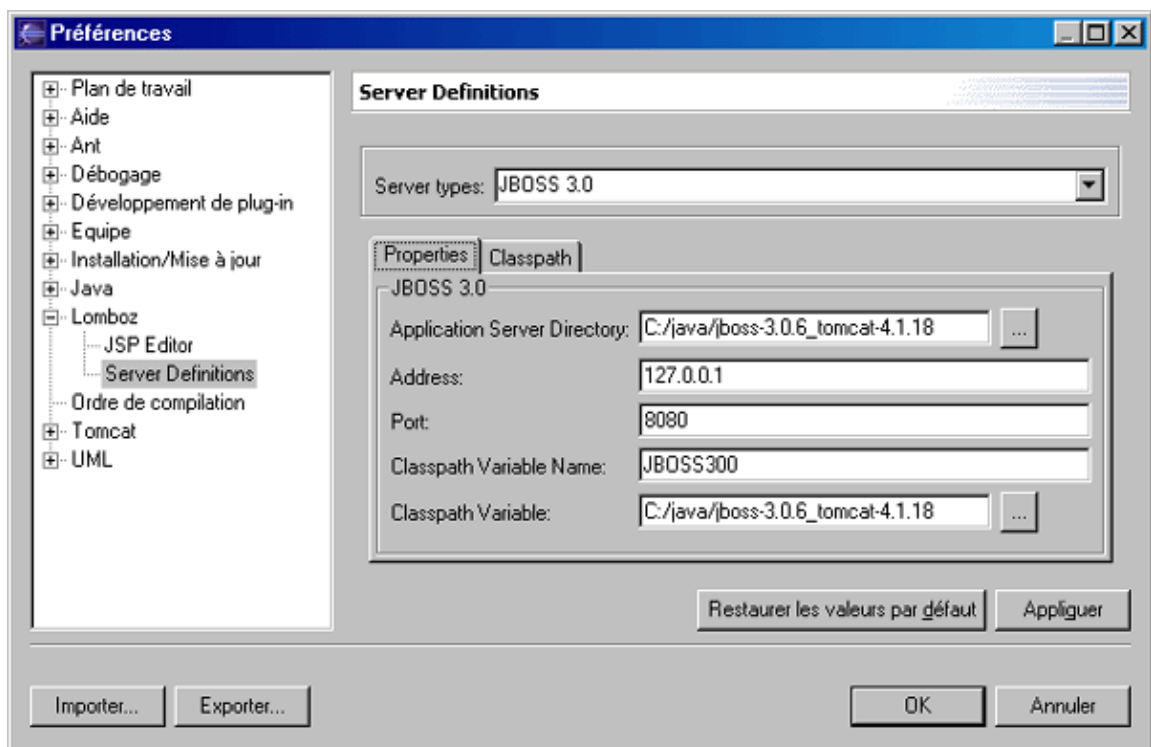 Préférences
Plan de travail
Aide
Ant
Débogage
Développement de plug-in
Equipe
Installation/Mise à jour
Java
Lomboz
JSP Editor
Server Definitions
Ordre de compilation
Tomcat
UML
Server Definitions
Server types: JBOSS 3.0
Properties Classpath
JBOSS 3.0
Application Server Directory: C:/java/jboss-3.0.6_tomcat-4.1.18 ...
Address: 127.0.0.1
Port: 8080
Classpath Variable Name: JBOSS300
Classpath Variable: C:/java/jboss-3.0.6_tomcat-4.1.18 ...
Restaurer les valeurs par défaut Appliquer
Importer... Exporter... OK Annuler